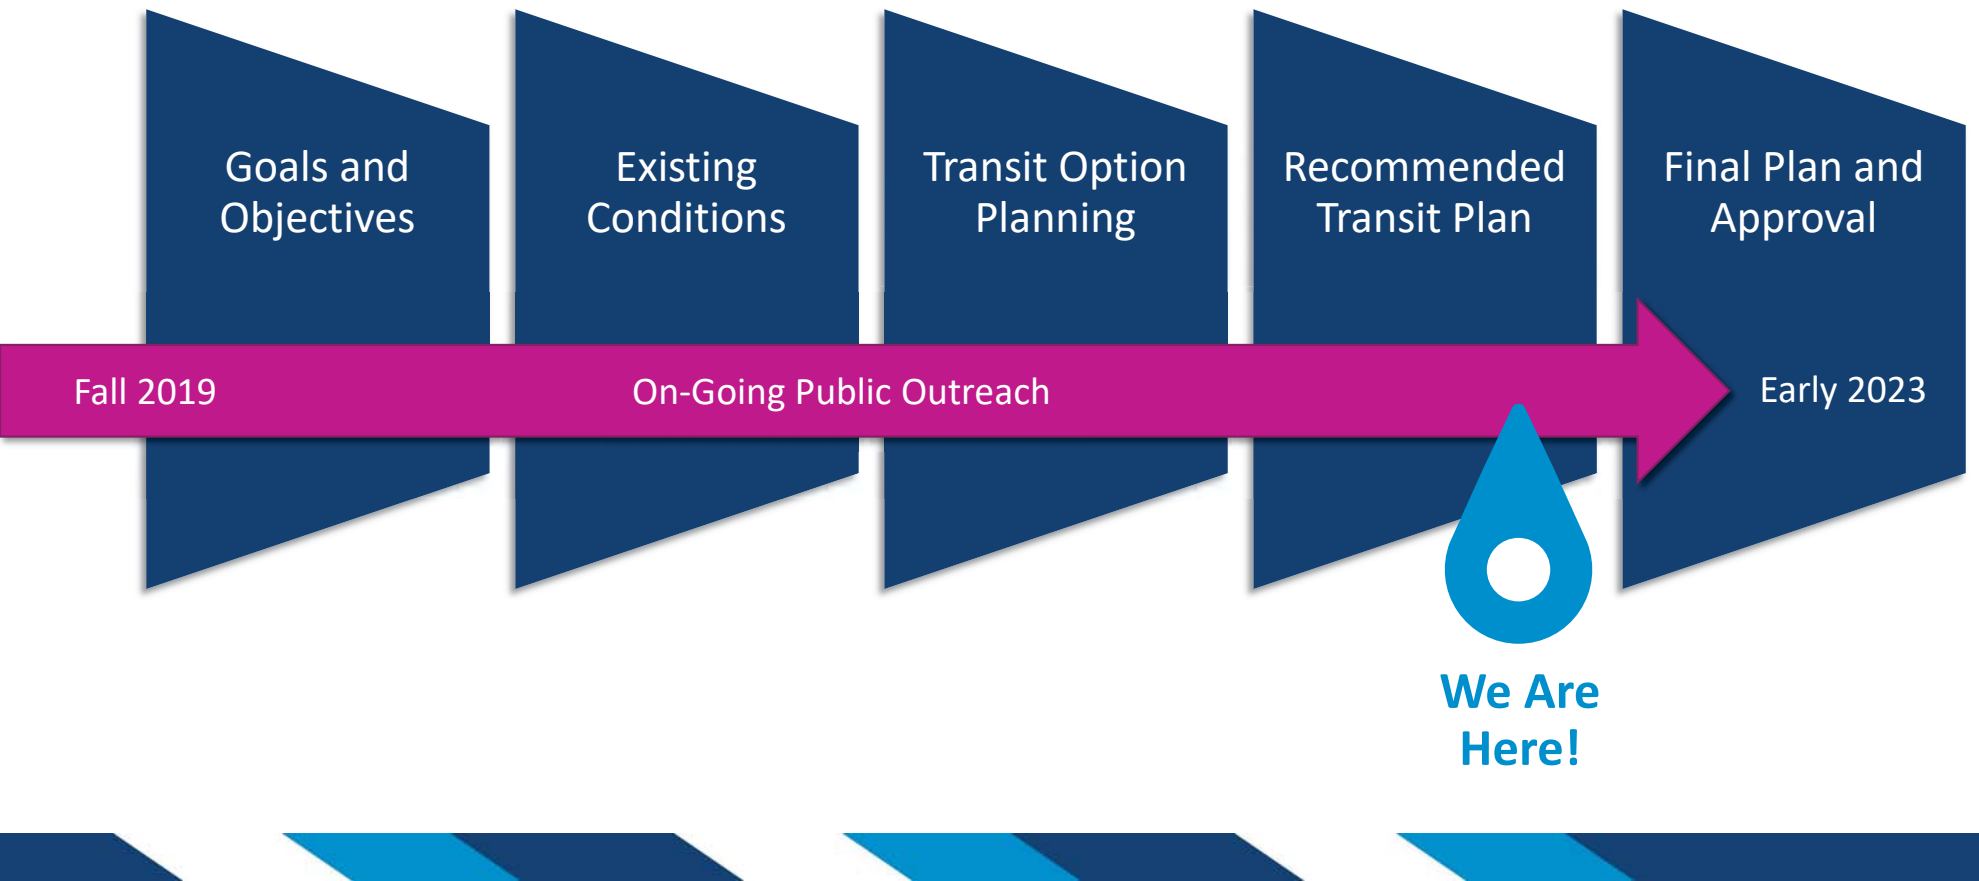 Goals and
Objectives
Existing
Conditions
Transit Option
Planning
Recommended
Transit Plan
Final Plan and
Approval
Fall 2019
On-Going Public Outreach
Early 2023
We Are
Here!